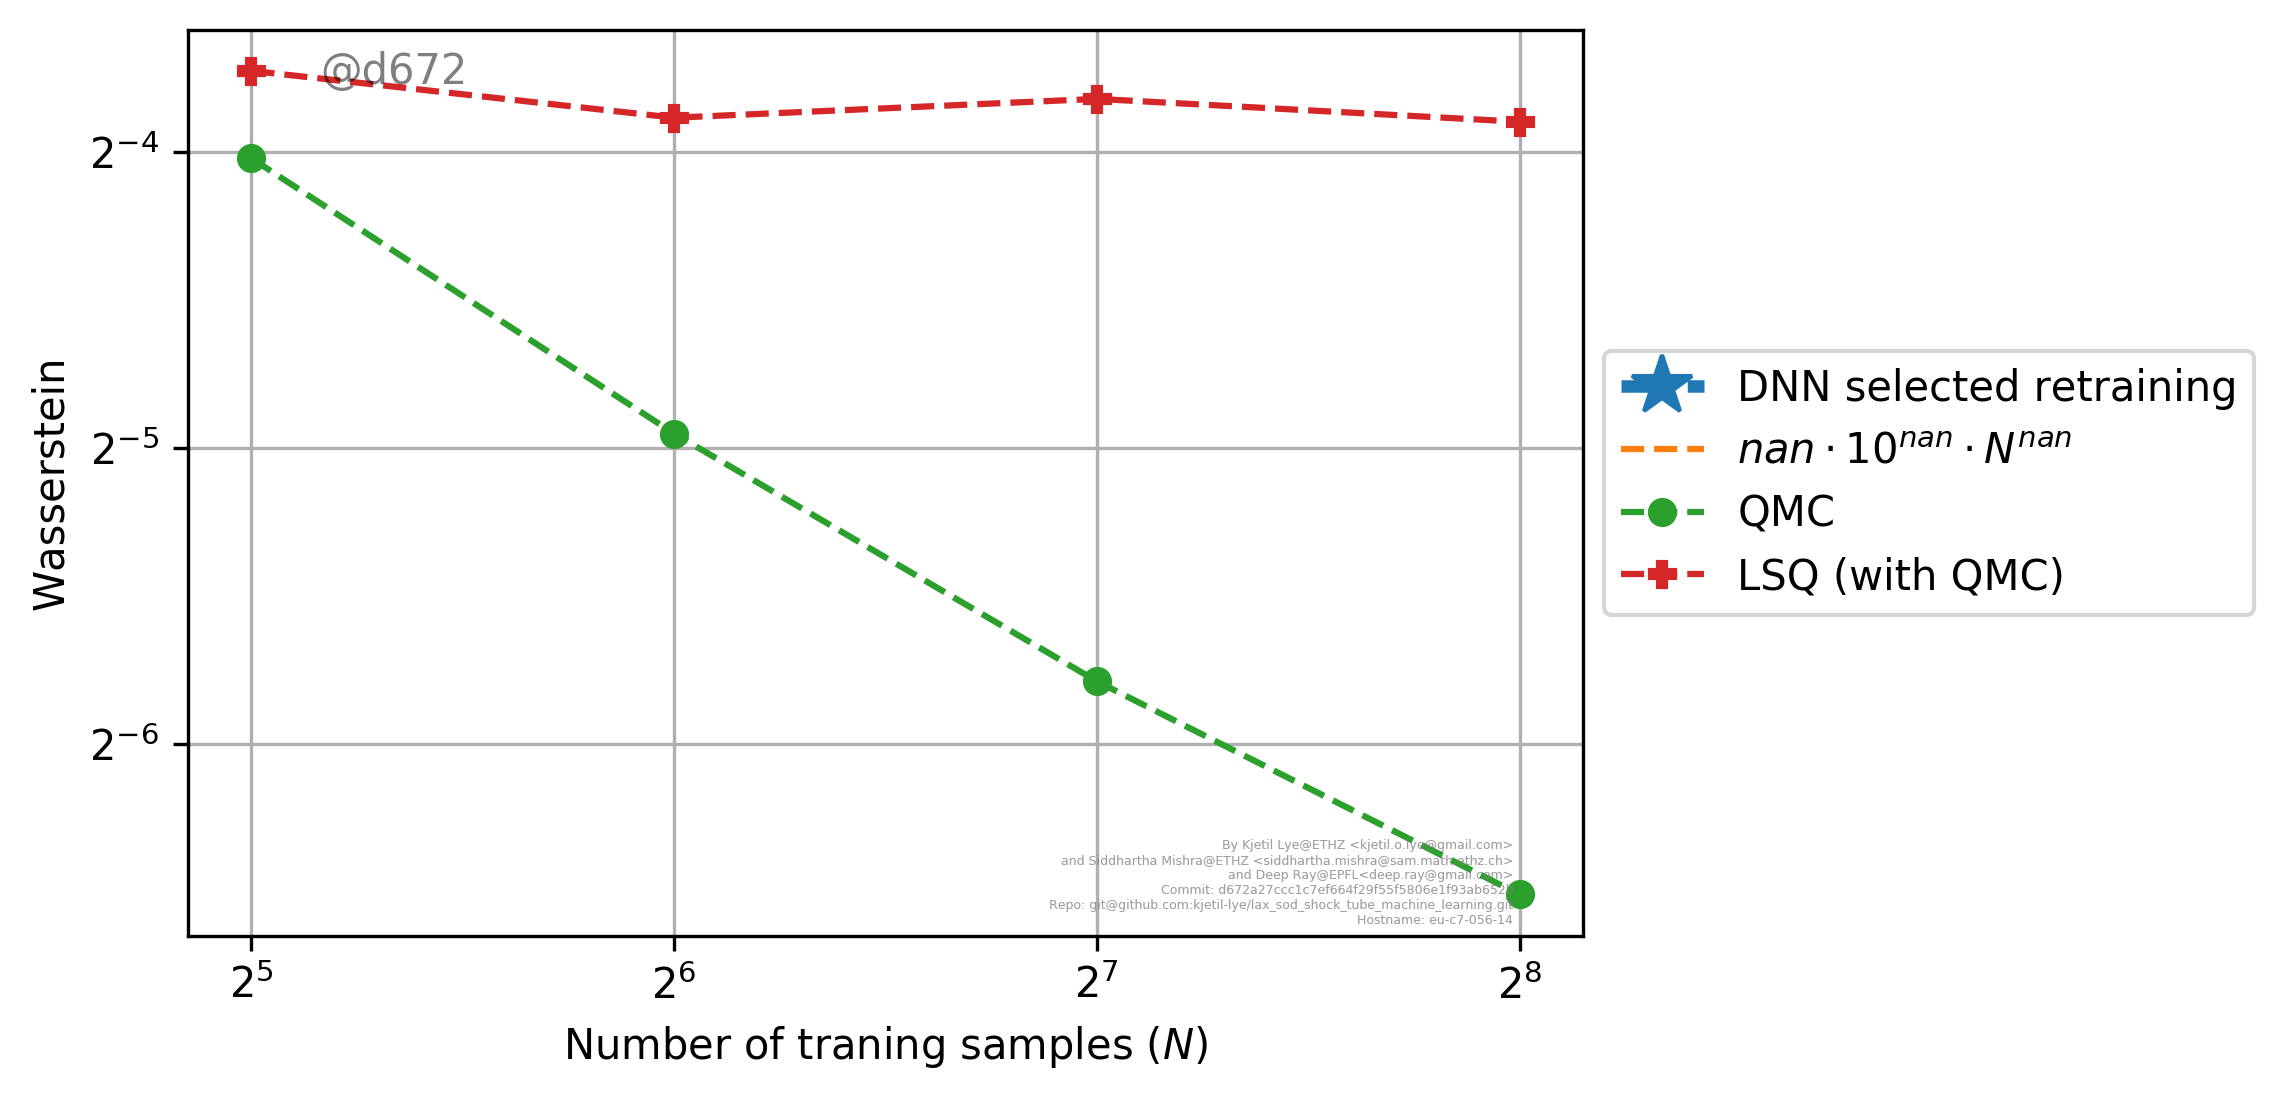 @d672
2^-4
2^-5
2^-6
Wasserstein
2^5 2^6 2^7 2^8
Number of traning samples (N)
DNN selected retraining
nan · 10^nan · N^nan
QMC
LSQ (with QMC)
By Kjetil Lye@ETHZ <kjetil.o.lye@gmail.com>
and Siddhartha Mishra@ETHZ <siddhartha.mishra@sam.math.ethz.ch>
and Deep Ray@EPFL<deep.ray@gmail.com>
Commit:
Repo: git@github.com:kjetil-lye/lax_sod_shock_tube_machine_learning.git
Hostname: eu-c7-056-14